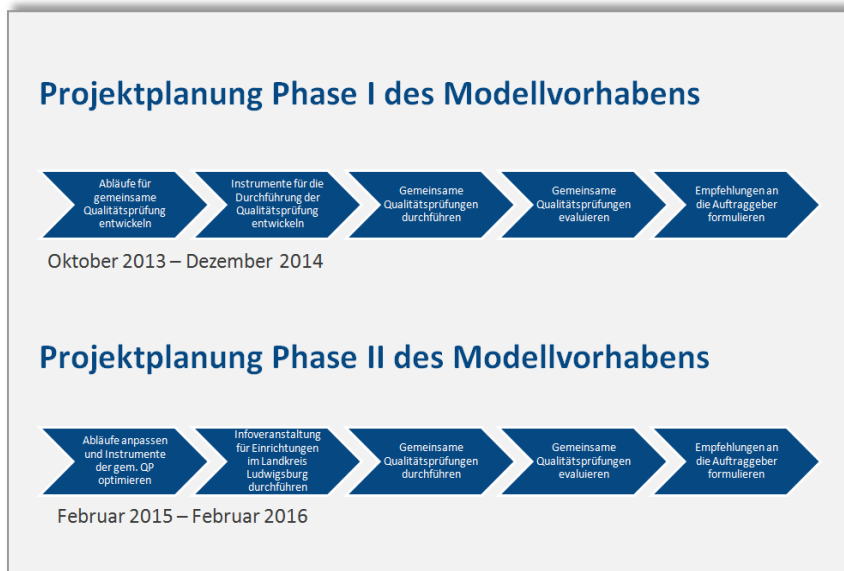 Projektplanung Phase I des Modellvorhabens
Abläufe für
gemeinsame
Qualitätsprüfung
entwickeln
Instrumente für die
Durchführung der
Qualitätsprüfung
entwickeln
Gemeinsame
Qualitätsprüfungen
durchführen
Gemeinsame
Qualitätsprüfungen
evaluieren
Empfehlungen an
die Auftraggeber
formulieren
Oktober 2013 – Dezember 2014
Projektplanung Phase II des Modellvorhabens
Abläufe anpassen
und Instrumente
der gem. QP
optimieren
Infoveranstaltung
für Einrichtungen
im Landkreis
Ludwigsburg
durchführen
Gemeinsame
Qualitätsprüfungen
durchführen
Gemeinsame
Qualitätsprüfungen
evaluieren
Empfehlungen an
die Auftraggeber
formulieren
Februar 2015 – Februar 2016